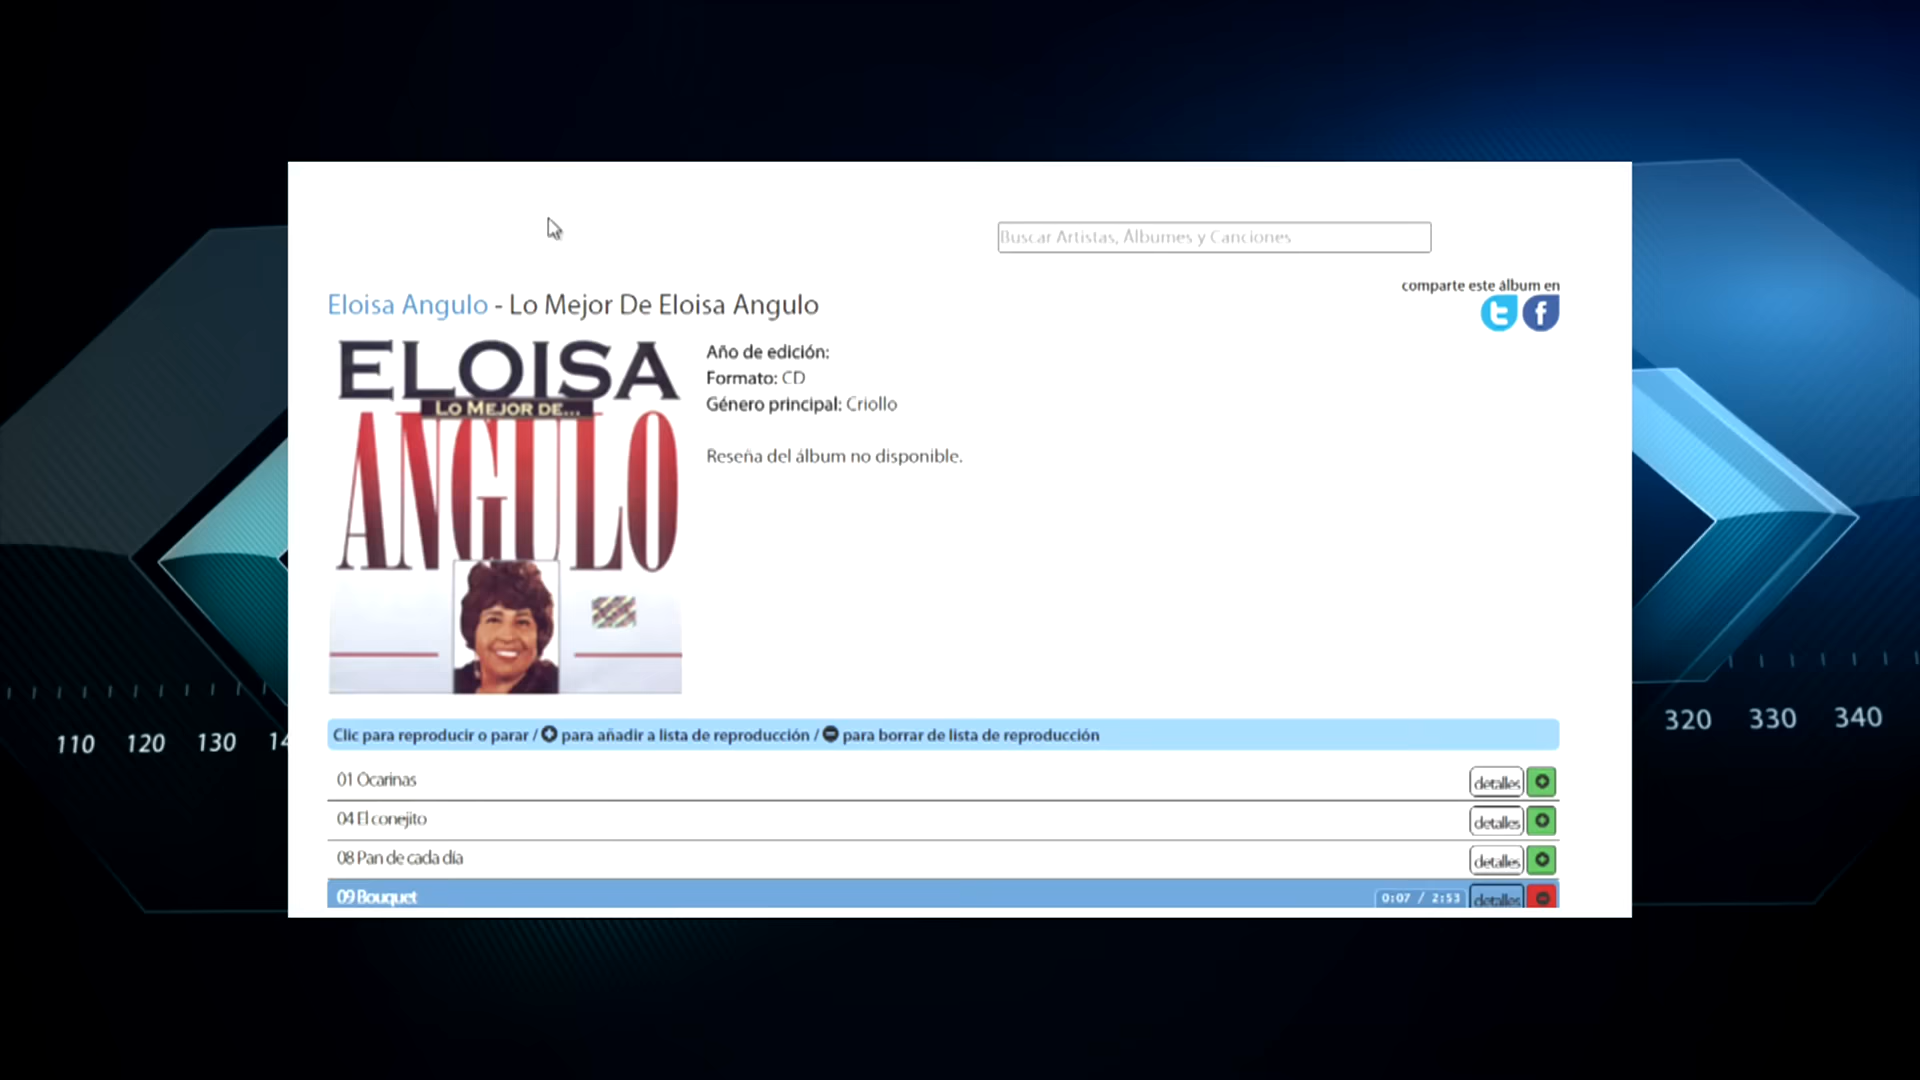 Buscar Artistas, Álbumes y Canciones
comparte este álbum en
Eloisa Angulo - Lo Mejor De Eloisa Angulo
ELOISA
LO MEJOR DE...
ANGULO
Año de edición:
Formato: CD
Género principal: Criollo
Reseña del álbum no disponible.
Clic para reproducir o parar / para añadir a lista de reproducción / para borrar de lista de reproducción
01 Ocarinas detalles
04 El conejito detalles
08 Pan de cada día detalles
09 Bouquet 0:07 / 2:53 detalles
110 120 130 14
320 330 340